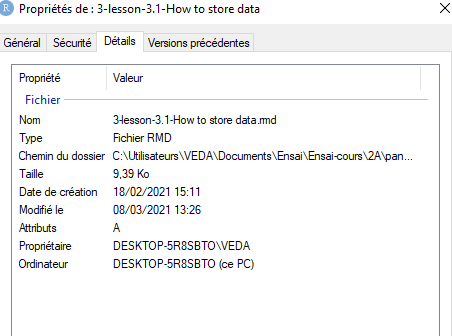 Propriétés de : 3-lesson-3.1-How to store data
Général Sécurité Détails Versions précédentes
Propriété Valeur
Fichier
Nom 3-lesson-3.1-How to store data.rmd
Type Fichier RMD
Chemin du dossier C:\Utilisateurs\VEDA\Documents\Ensai\Ensai-cours\2A\pan...
Taille 9,39 Ko
Date de création 18/02/2021 15:11
Modifié le 08/03/2021 13:26
Attributs A
Propriétaire DESKTOP-5R8SBTO\VEDA
Ordinateur DESKTOP-5R8SBTO (ce PC)